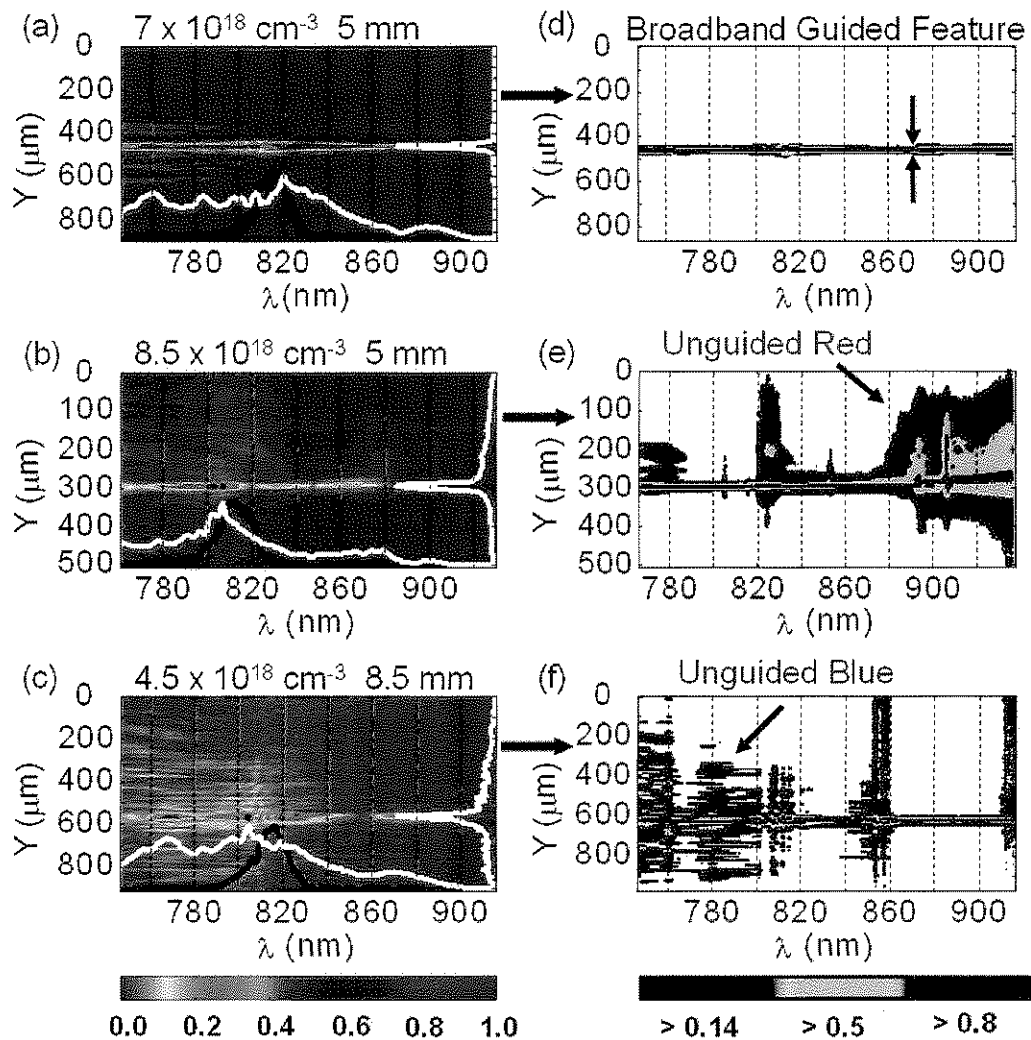 (a) 7 x 10¹⁸ cm⁻³ 5 mm
0
200
400
600
800
Y (μm)
780 820 860 900
λ(nm)
(d) Broadband Guided Feature
0
200
400
600
800
Y (μm)
780 820 860 900
λ (nm)
(b) 8.5 x 10¹⁸ cm⁻³ 5 mm
0
100
200
300
400
500
Y (μm)
780 820 860 900
λ (nm)
(e) Unguided Red
0
100
200
300
400
500
Y (μm)
780 820 860 900
λ (nm)
(c) 4.5 x 10¹⁸ cm⁻³ 8.5 mm
0
200
400
600
800
Y (μm)
780 820 860 900
λ (nm)
(f) Unguided Blue
0
200
300
400
600
800
Y (μm)
780 820 860 900
λ (nm)
0.0 0.2 0.4 0.6 0.8 1.0
> 0.14 > 0.5 > 0.8